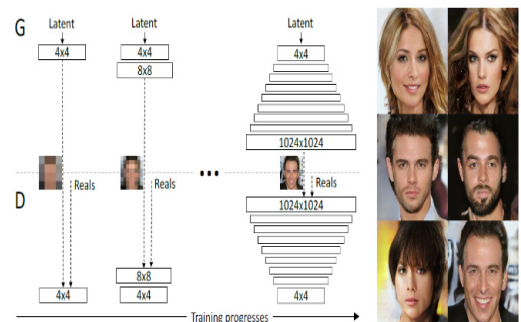 G
Latent
Latent
Latent
4x4
4x4
4x4
8x8
1024x1024
Reals
Reals
Reals
D
1024x1024
8x8
4x4
4x4
4x4
Training progresses